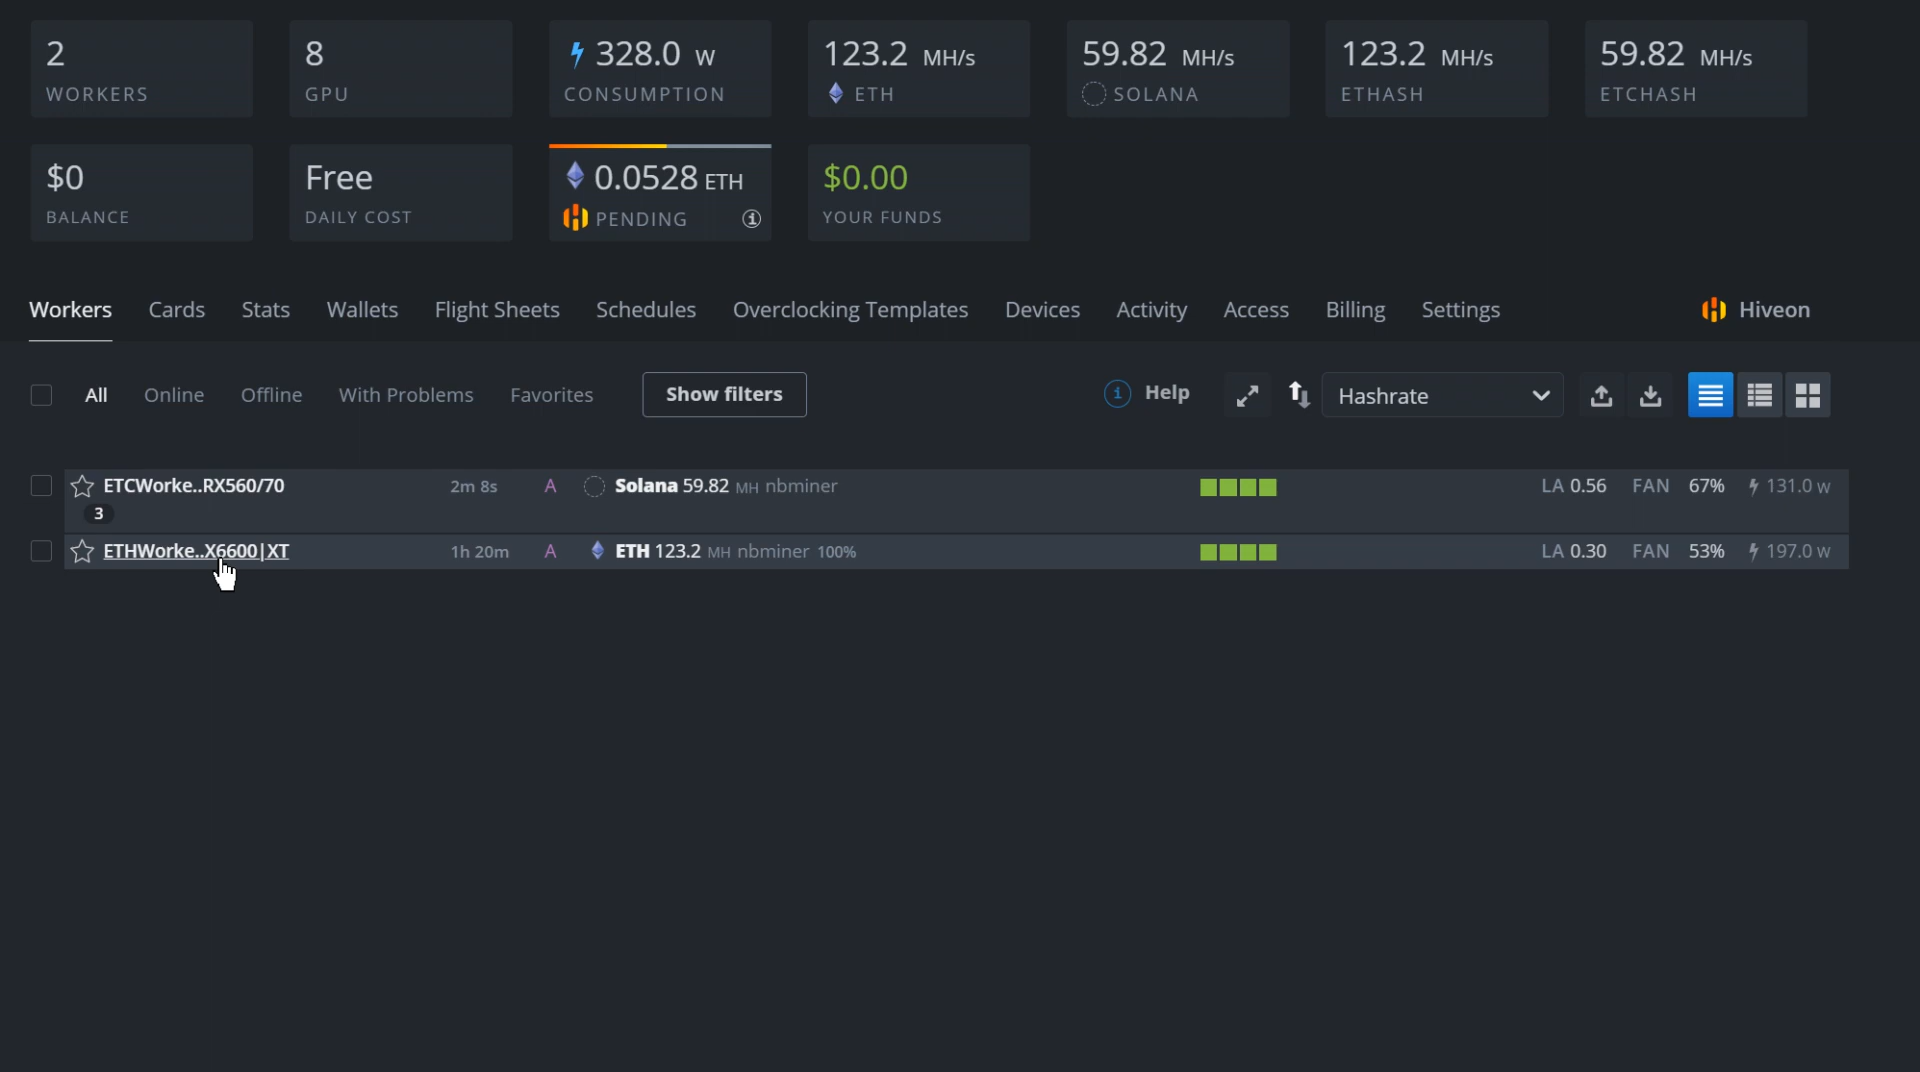 2
WORKERS
8
GPU
328.0 W
CONSUMPTION
123.2 MH/s
ETH
59.82 MH/s
SOLANA
123.2 MH/s
ETHASH
59.82 MH/s
ETCHASH
$0
BALANCE
Free
DAILY COST
0.0528 ETH
PENDING
$0.00
YOUR FUNDS
Workers Cards Stats Wallets Flight Sheets Schedules Overclocking Templates Devices Activity Access Billing Settings Hiveon
All Online Offline With Problems Favorites Show filters Help Hashrate
ETCWorke..RX560/70 2m 8s A Solana 59.82 MH nbminer LA 0.56 FAN 67% 131.0 W
3
ETHWorke..X6600|XT 1h 20m A ETH 123.2 MH nbminer 100% LA 0.30 FAN 53% 197.0 W